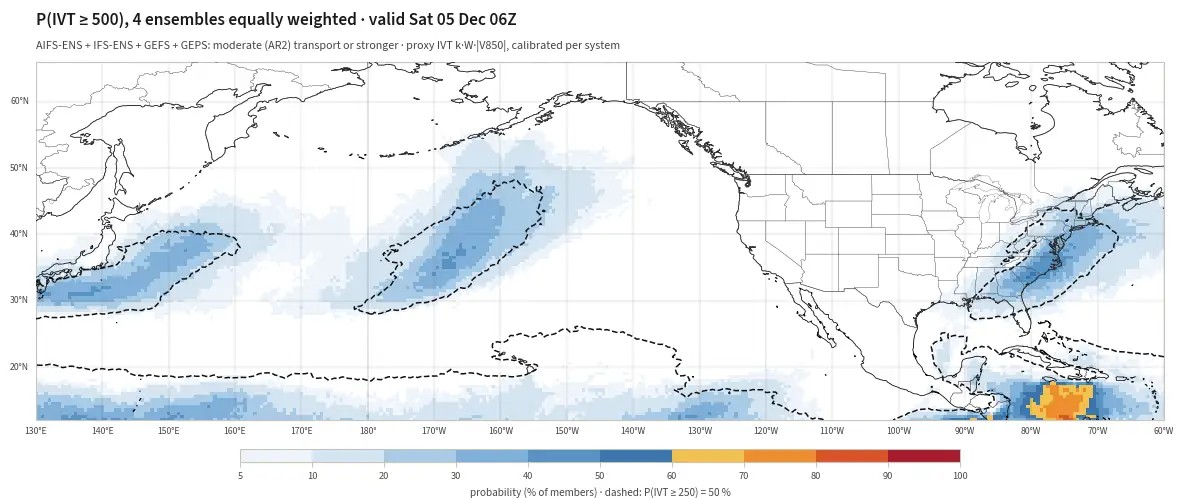 P(IVT ≥ 500), 4 ensembles equally weighted · valid Sat 05 Dec 06Z
AIFS-ENS + IFS-ENS + GEFS + GEPS: moderate (AR2) transport or stronger · proxy IVT k·W·|V850|, calibrated per system
60°N
50°N
40°N
30°N
20°N
130°E 140°E 150°E 160°E 170°E 180° 170°W 160°W 150°W 140°W 130°W 120°W 110°W 100°W 90°W 80°W 70°W 60°W
5 10 20 30 40 50 60 70 80 90 100
probability (% of members) · dashed: P(IVT ≥ 250) = 50 %